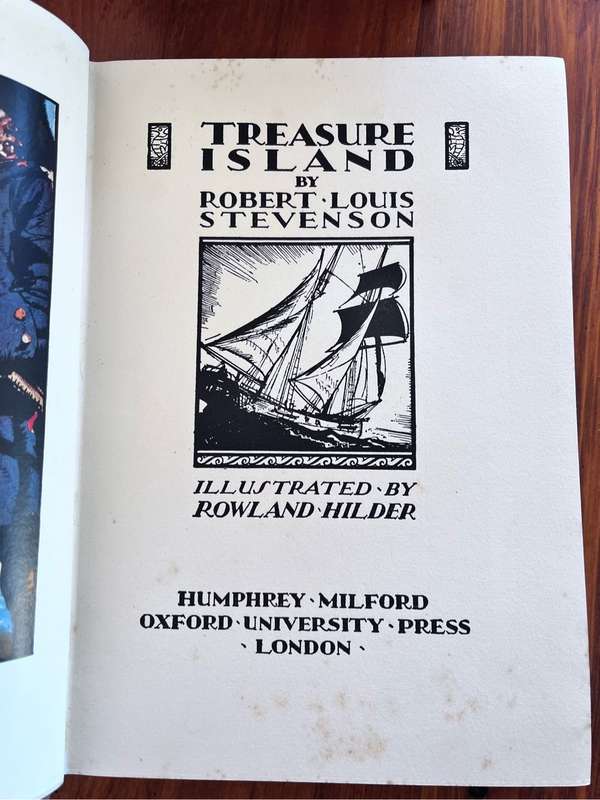 TREASURE
ISLAND
BY
ROBERT · LOUIS
STEVENSON
ILLUSTRATED · BY
ROWLAND · HILDER
HUMPHREY · MILFORD
OXFORD · UNIVERSITY · PRESS
· LONDON ·